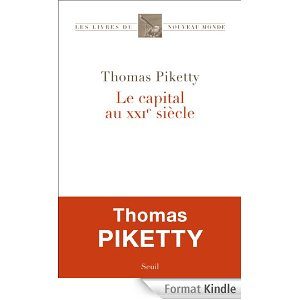 LES LIVRES DU NOUVEAU MONDE
Thomas Piketty
Le capital
au XXIᵉ siècle
Thomas
PIKETTY
Seuil
Format Kindle